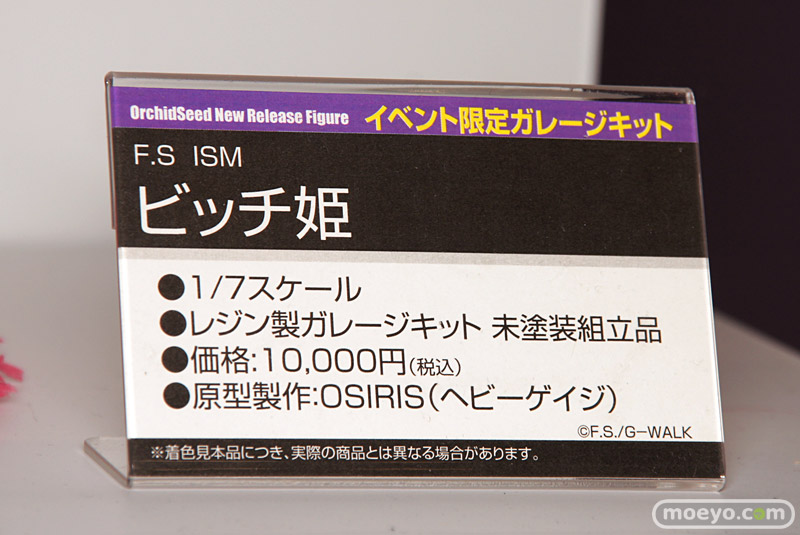 OrchidSeed New Release Figure イベント限定ガレージキット
F.S ISM
ビッチ姫
●1/7スケール
●レジン製ガレージキット 未塗装組立品
●価格:10,000円(税込)
●原型製作:OSIRIS(ヘビーゲイジ)
©F.S./G-WALK
※着色見本品につき、実際の商品とは異なる場合があります。
moeyo.com